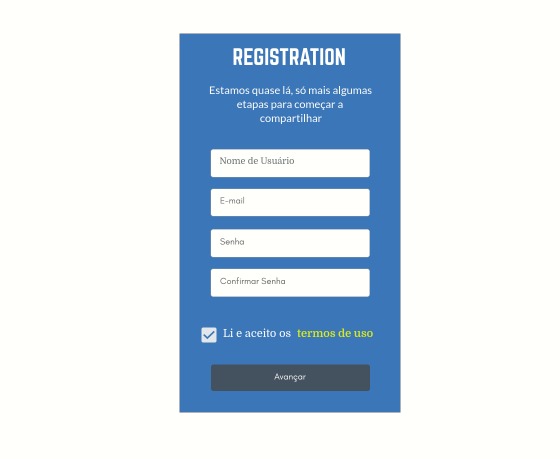 REGISTRATION
Estamos quase lá, só mais algumas
etapas para começar a
compartilhar
Nome de Usuário
E-mail
Senha
Confirmar Senha
Li e aceito os termos de uso
Avançar